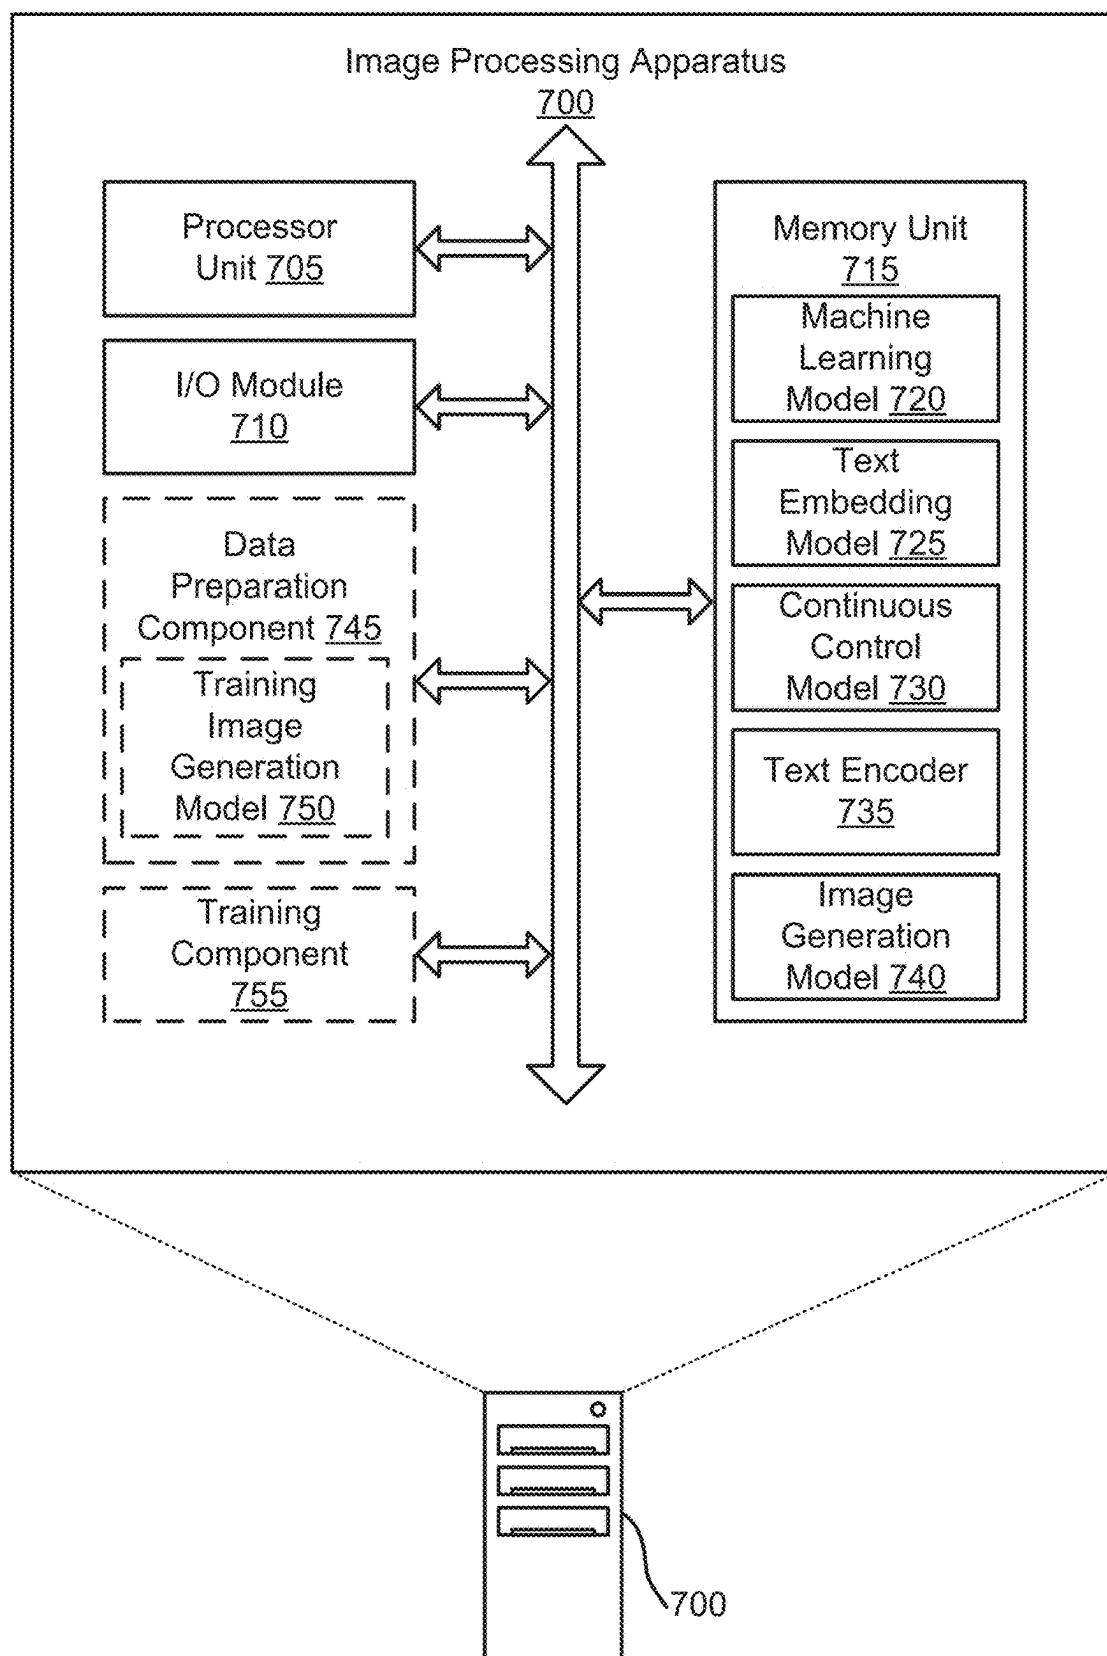 Image Processing Apparatus
700
Processor
Unit 705
I/O Module
710
Data
Preparation
Component 745
Training
Image
Generation
Model 750
Training
Component
755
Memory Unit
715
Machine
Learning
Model 720
Text
Embedding
Model 725
Continuous
Control
Model 730
Text Encoder
735
Image
Generation
Model 740
700